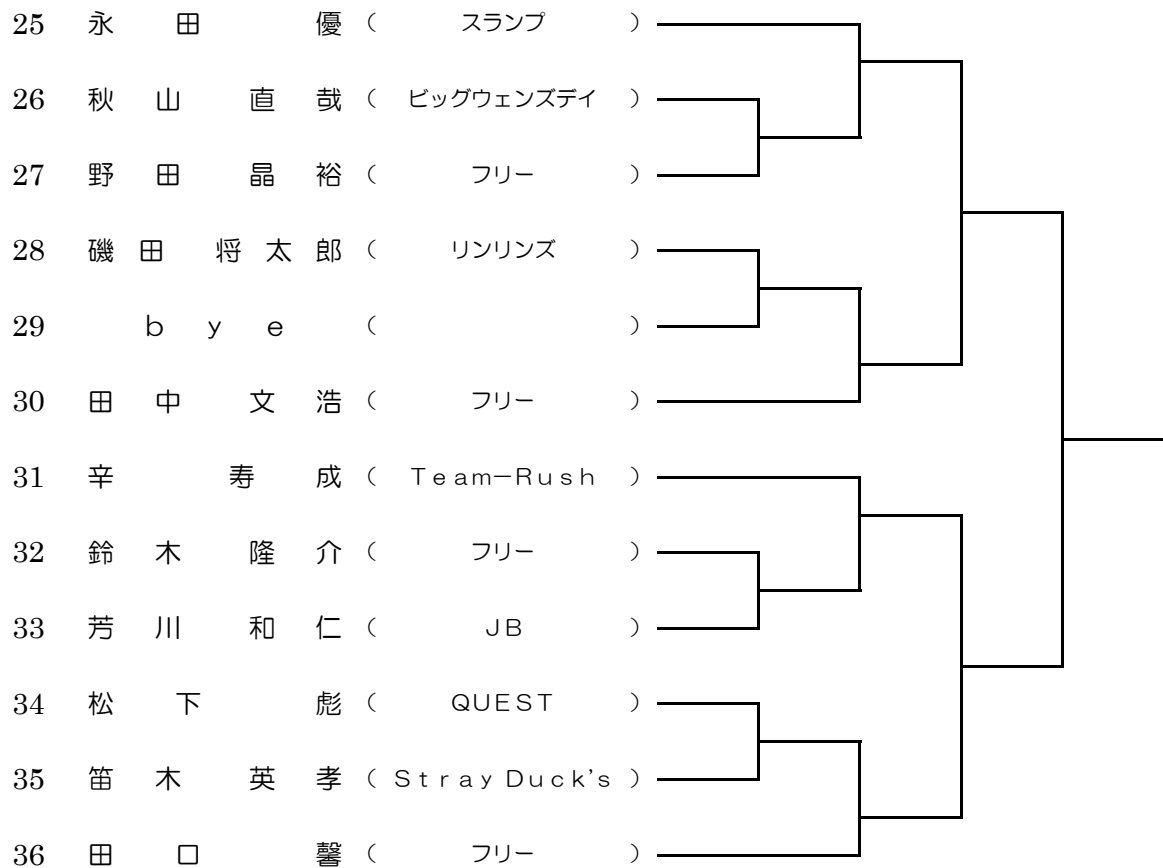 25 永田 優 （ スランプ ）
26 秋山 直哉 （ ビッグウェンズデイ ）
27 野田 晶裕 （ フリー ）
28 磯田 将太郎 （ リンリンズ ）
29 ｂｙｅ （ ）
30 田中 文浩 （ フリー ）
31 辛 寿成 （ Ｔｅａｍ－Ｒｕｓｈ ）
32 鈴木 隆介 （ フリー ）
33 芳川 和仁 （ ＪＢ ）
34 松下 彪 （ ＱＵＥＳＴ ）
35 笛木 英孝 （ Ｓｔｒａｙ Ｄｕｃｋ’ｓ ）
36 田口 馨 （ フリー ）